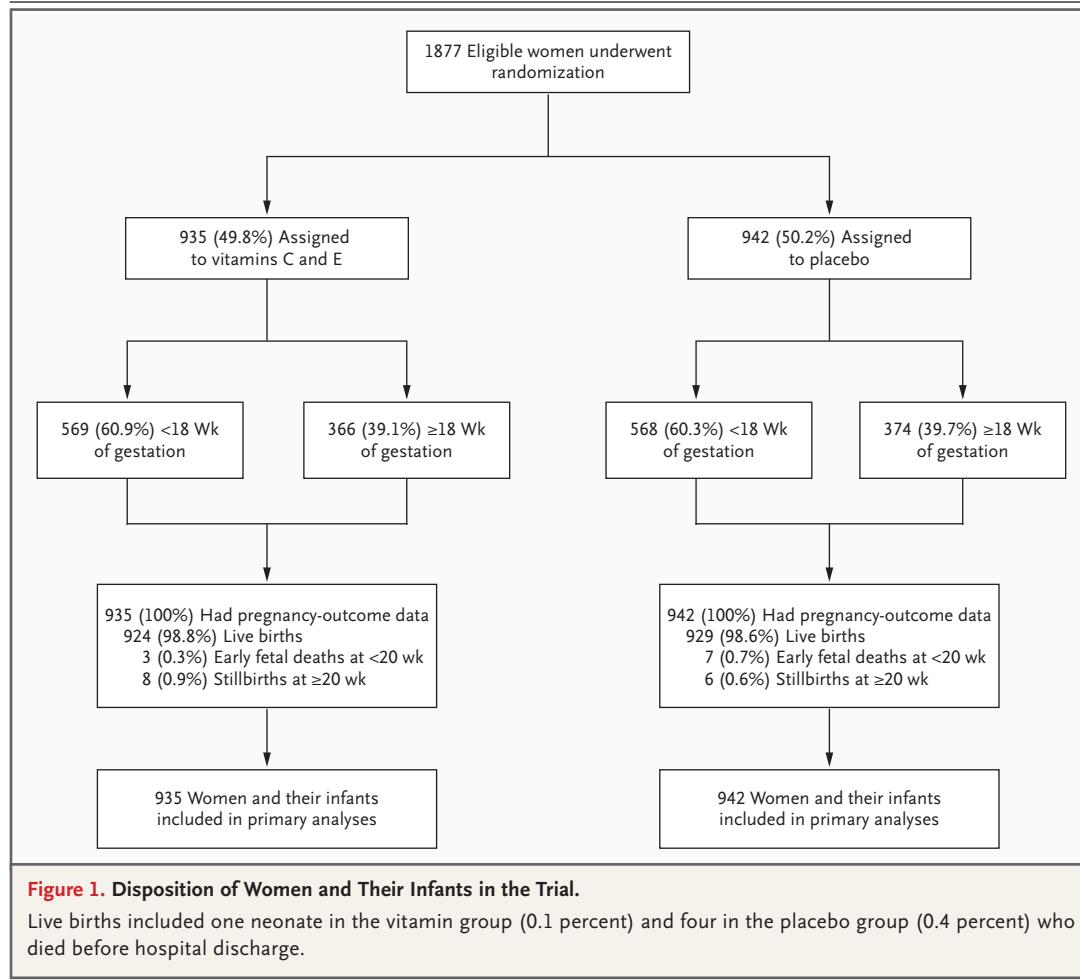 1877 Eligible women underwent
randomization
935 (49.8%) Assigned
to vitamins C and E
942 (50.2%) Assigned
to placebo
569 (60.9%) <18 Wk
of gestation
366 (39.1%) ≥18 Wk
of gestation
568 (60.3%) <18 Wk
of gestation
374 (39.7%) ≥18 Wk
of gestation
935 (100%) Had pregnancy-outcome data
924 (98.8%) Live births
3 (0.3%) Early fetal deaths at <20 wk
8 (0.9%) Stillbirths at ≥20 wk
942 (100%) Had pregnancy-outcome data
929 (98.6%) Live births
7 (0.7%) Early fetal deaths at <20 wk
6 (0.6%) Stillbirths at ≥20 wk
935 Women and their infants
included in primary analyses
942 Women and their infants
included in primary analyses
Figure 1. Disposition of Women and Their Infants in the Trial.
Live births included one neonate in the vitamin group (0.1 percent) and four in the placebo group (0.4 percent) who
died before hospital discharge.